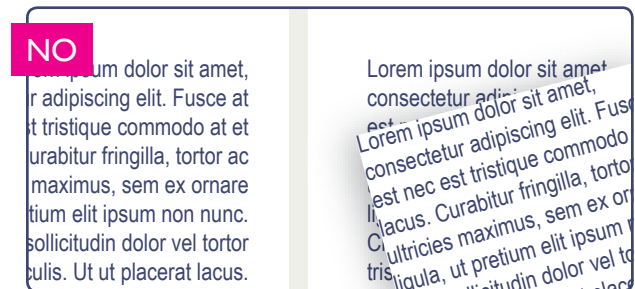 NO
dolor sit amet,
adipiscing elit. Fusce at
tristique commodo at et
urabitur fringilla, tortor ac
maximus, sem ex ornare
tium elit ipsum non nunc.
sollicitudin dolor vel tortor
culis. Ut ut placerat lacus.
Lorem ipsum dolor sit amet
consectetur
tris
Lorem ipsum dolor sit amet,
consectetur adipiscing elit. Fusc
est nec est tristique commodo
lacus. Curabitur fringilla, torto
ultricies maximus, sem ex or
ligula, ut pretium elit ipsum
dolor vel to